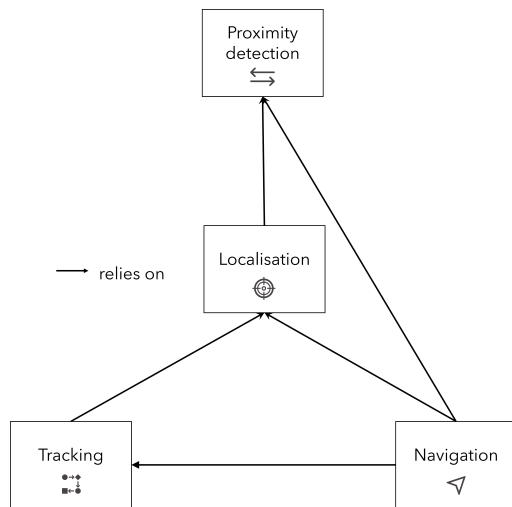 Proximity
detection
Localisation
relies on
Tracking
Navigation